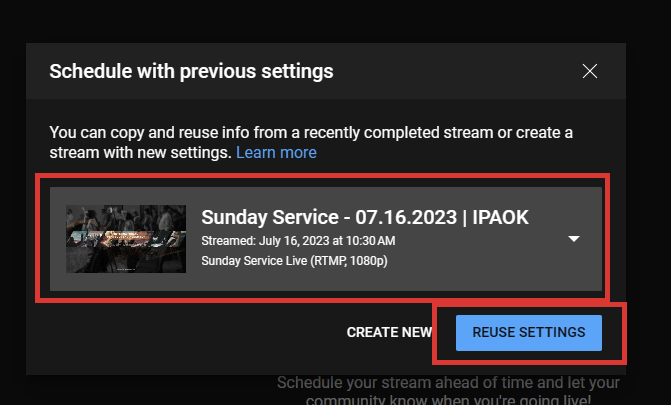 Schedule with previous settings
You can copy and reuse info from a recently completed stream or create a
stream with new settings. Learn more
Sunday Service - 07.16.2023 | IPAOK
Streamed: July 16, 2023 at 10:30 AM
Sunday Service Live (RTMP, 1080p)
CREATE NEW
REUSE SETTINGS
Schedule your stream ahead of time and let your
community know when you're going live!